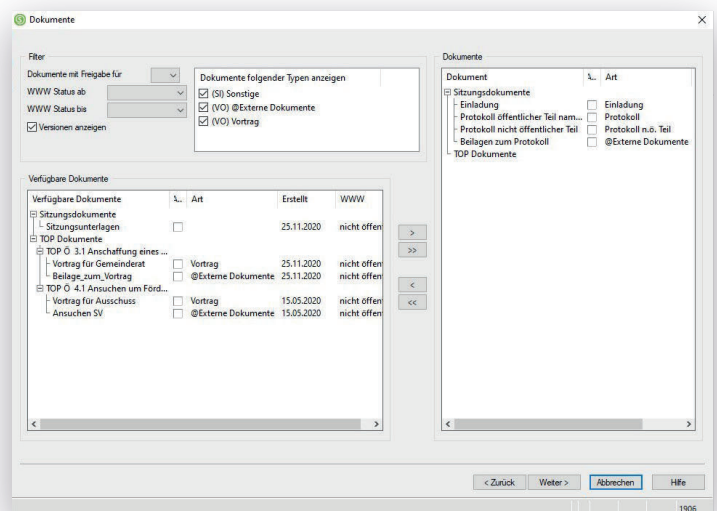 Dokumente
Filter
Dokumente mit Freigabe für
WWW Status ab
WWW Status bis
Versionen anzeigen
Dokumente folgender Typen anzeigen
(SI) Sonstige
(VO) @Externe Dokumente
(VO) Vortrag
Verfügbare Dokumente
Verfügbare Dokumente A... Art Erstellt WWW
Sitzungsdokumente
Sitzungsunterlagen 25.11.2020 nicht öffen
TOP Dokumente
TOP Ö 3.1 Anschaffung eines ...
Vortrag für Gemeinderat Vortrag 25.11.2020 nicht öffen
Beilage_zum_Vortrag @Externe Dokumente 25.11.2020 nicht öffen
TOP Ö 4.1 Ansuchen um Förd...
Vortrag für Ausschuss Vortrag 15.05.2020 nicht öffen
Ansuchen SV @Externe Dokumente 15.05.2020 nicht öffen
>
>>
<
<<
Dokumente
Dokument A... Art
Sitzungsdokumente
Einladung Einladung
Protokoll öffentlicher Teil nam... Protokoll
Protokoll nicht öffentlicher Teil Protokoll n.ö. Teil
Beilagen zum Protokoll @Externe Dokumente
TOP Dokumente
< Zurück Weiter > Abbrechen Hilfe
1906